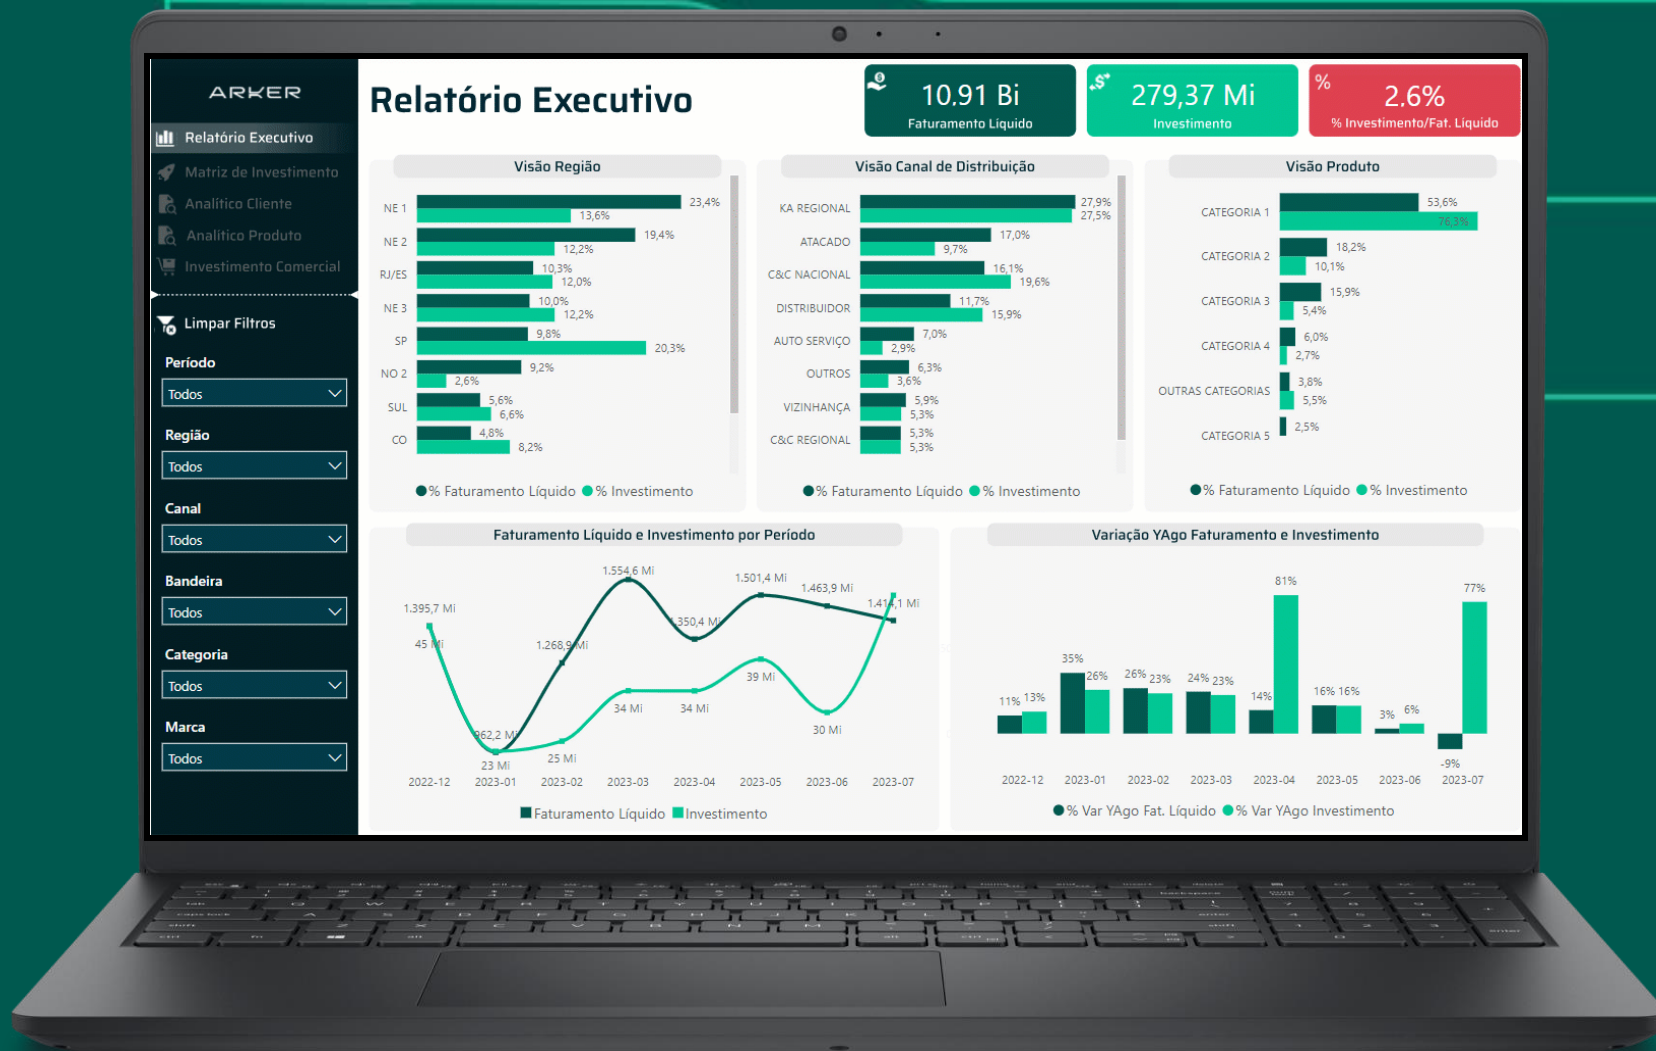 ARKER
Relatório Executivo
Matriz de Investimento
Analítico Cliente
Analítico Produto
Investimento Comercial
Limpar Filtros
Período
Todos
Região
Todos
Canal
Todos
Bandeira
Todos
Categoria
Todos
Marca
Todos
Relatório Executivo
10,91 Bi
Faturamento Líquido
279,37 Mi
Investimento
%
2,6%
% Investimento/Fat. Líquido
Visão Região
NE 1 23,4%
13,6%
NE 2 19,4%
12,2%
RJ/ES 10,3%
12,0%
NE 3 10,0%
12,2%
SP 9,8%
20,3%
NO 2 9,2%
2,6%
SUL 5,6%
6,6%
CO 4,8%
8,2%
% Faturamento Líquido % Investimento
Visão Canal de Distribuição
KA REGIONAL 27,9%
27,5%
ATACADO 17,0%
9,7%
C&C NACIONAL 16,1%
19,6%
DISTRIBUIDOR 11,7%
15,9%
AUTO SERVIÇO 7,0%
2,9%
OUTROS 6,3%
3,6%
VIZINHANÇA 5,9%
5,3%
C&C REGIONAL 5,3%
5,3%
% Faturamento Líquido % Investimento
Visão Produto
CATEGORIA 1 53,6%
76,3%
CATEGORIA 2 18,2%
10,1%
CATEGORIA 3 15,9%
5,4%
CATEGORIA 4 6,0%
2,7%
OUTRAS CATEGORIAS 3,8%
5,5%
CATEGORIA 5 2,5%
% Faturamento Líquido % Investimento
Faturamento Líquido e Investimento por Período
1.395,7 Mi
962,2 Mi
1.268,9 Mi
1.554,6 Mi
1.350,4 Mi
1.501,4 Mi
1.463,9 Mi
1.414,1 Mi
45 Mi
23 Mi
25 Mi
34 Mi
34 Mi
39 Mi
30 Mi
2022-12 2023-01 2023-02 2023-03 2023-04 2023-05 2023-06 2023-07
Faturamento Líquido Investimento
Variação YAgo Faturamento e Investimento
11% 13%
35% 26%
26% 23%
24% 23%
14% 81%
16% 16%
3% 6%
-9% 77%
2022-12 2023-01 2023-02 2023-03 2023-04 2023-05 2023-06 2023-07
% Var YAgo Fat. Líquido % Var YAgo Investimento